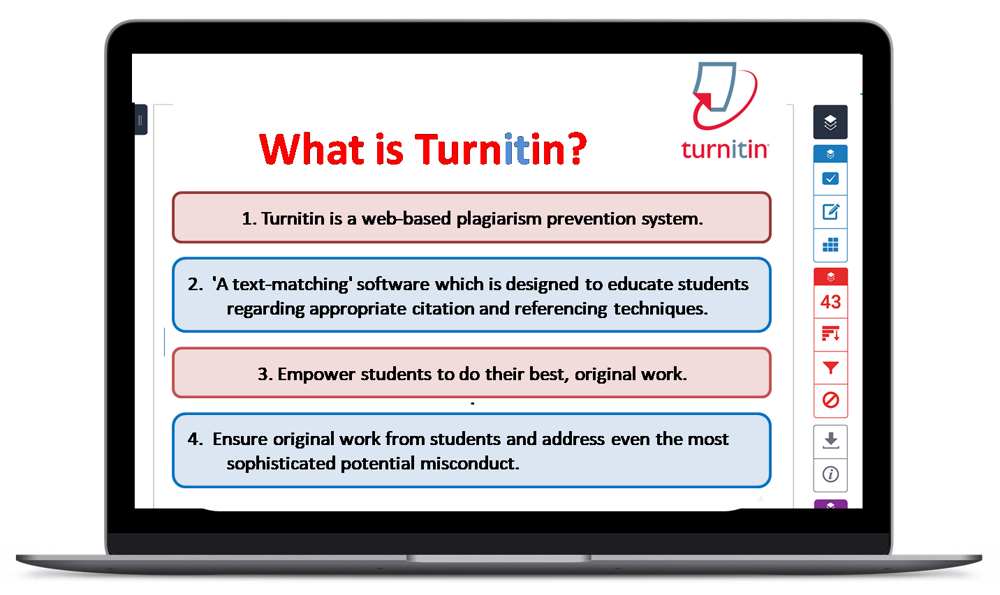 turnitin
What is Turnitin?
1. Turnitin is a web-based plagiarism prevention system.
2. 'A text-matching' software which is designed to educate students
regarding appropriate citation and referencing techniques.
3. Empower students to do their best, original work.
.
4. Ensure original work from students and address even the most
sophisticated potential misconduct.
43